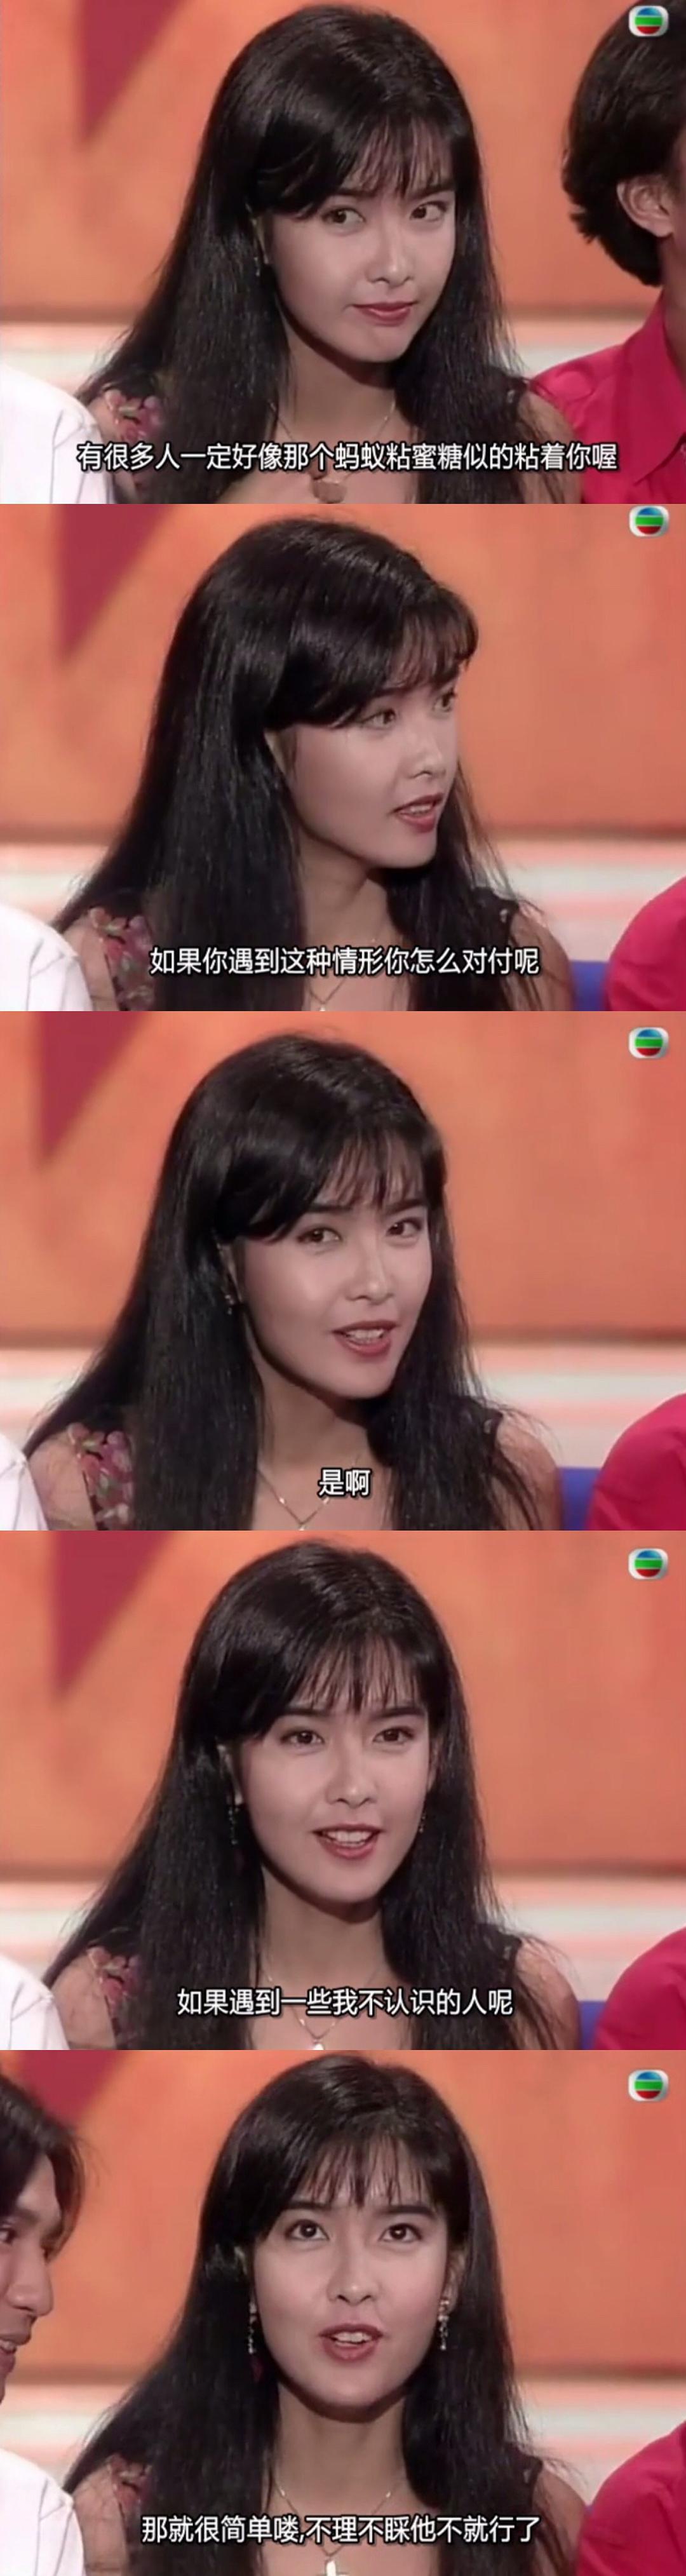 有很多人一定好像那个蚂蚁粘蜜糖似的粘着你喔
如果你遇到这种情形你怎么对付呢
是啊
如果遇到一些我不认识的人呢
那就很简单喽,不理不睬他不就行了